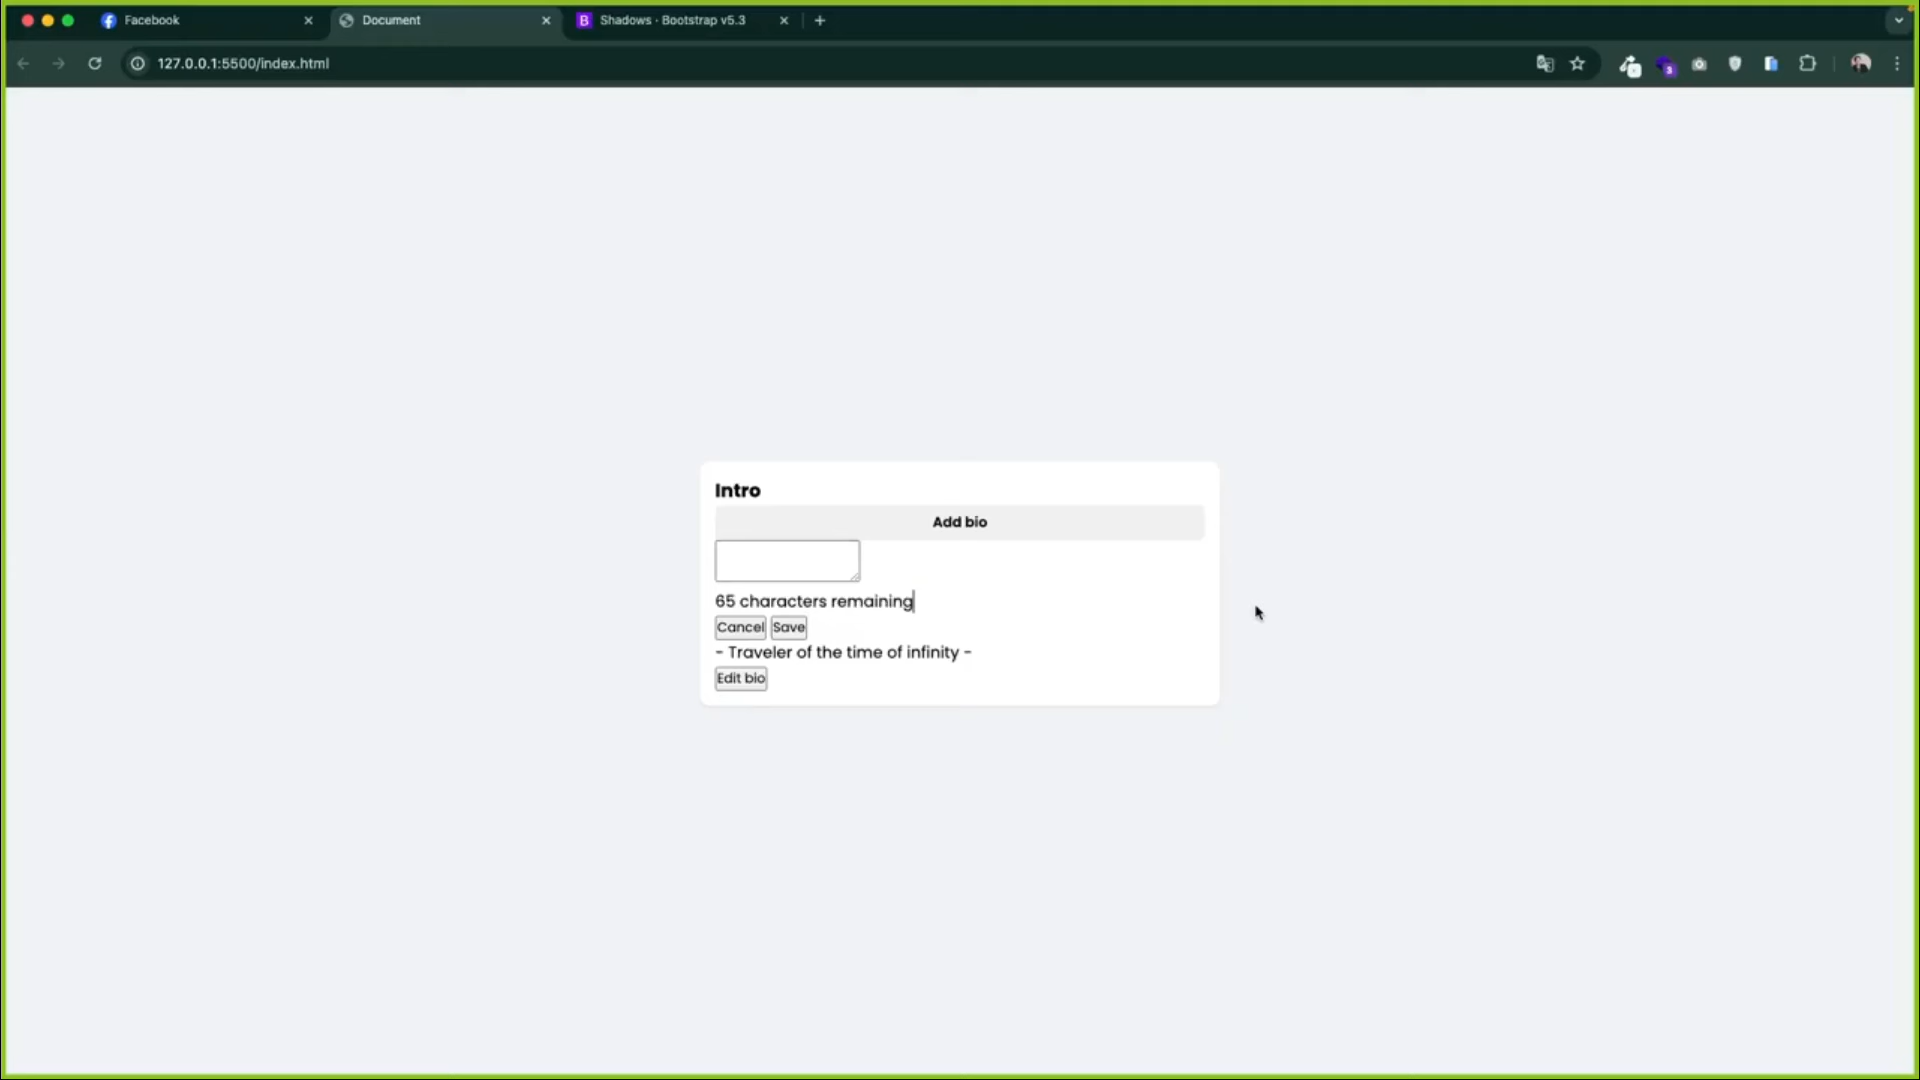 Facebook
Document
Shadows · Bootstrap v5.3
127.0.0.1:5500/index.html
Intro
Add bio
65 characters remaining
Cancel Save
- Traveler of the time of infinity -
Edit bio